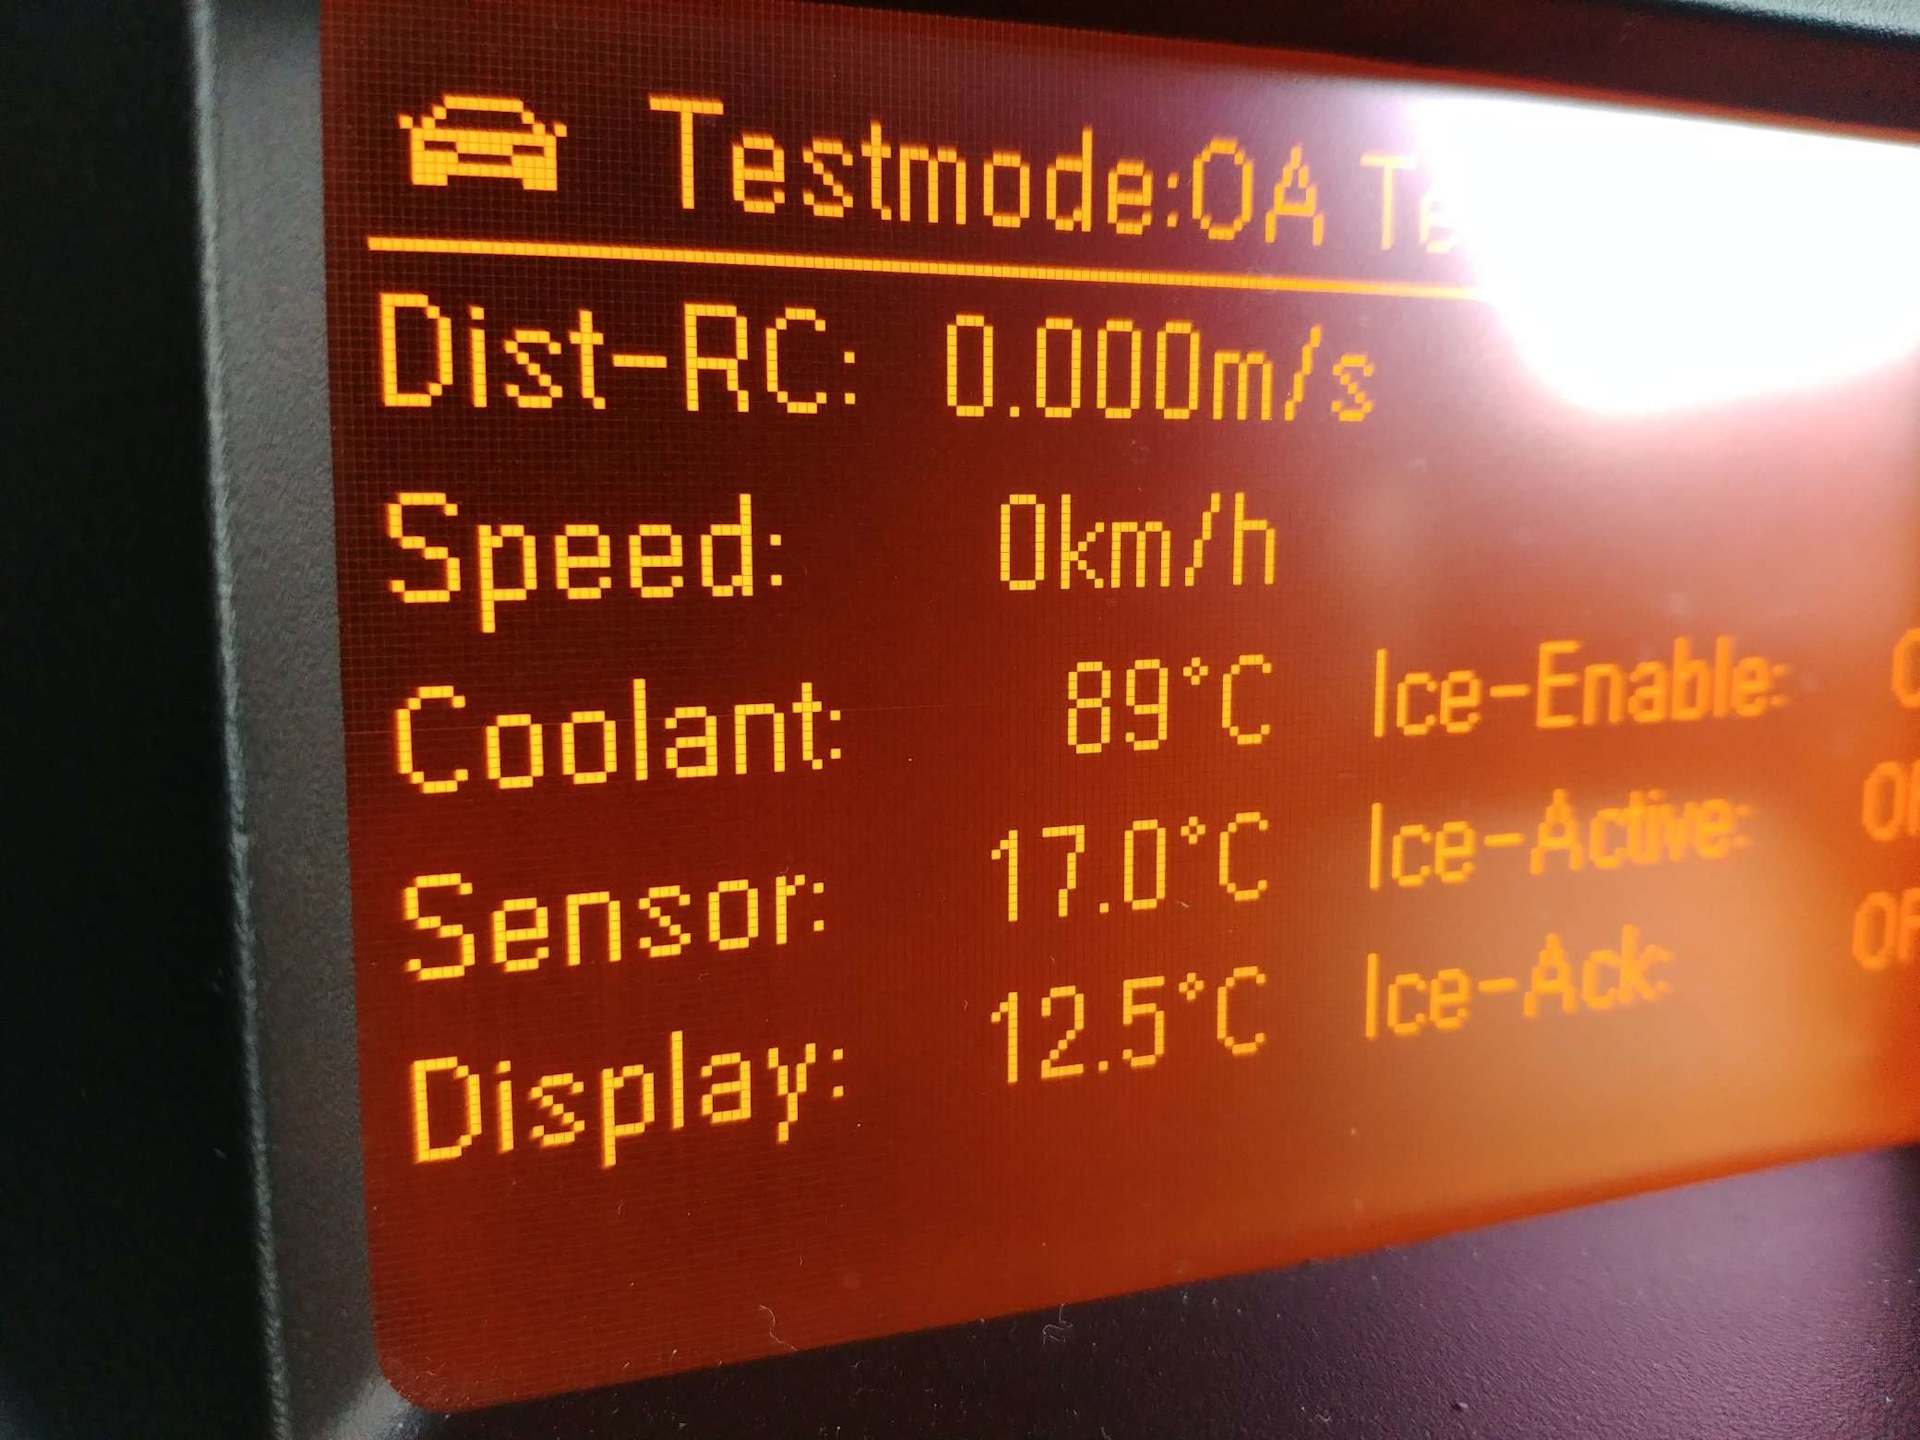 Testmode:OA
Dist-RC: 0.000m/s
Speed: 0km/h
Coolant: 89°C Ice-Enable:
Sensor: 17.0°C Ice-Active:
Display: 12.5°C Ice-Ack: